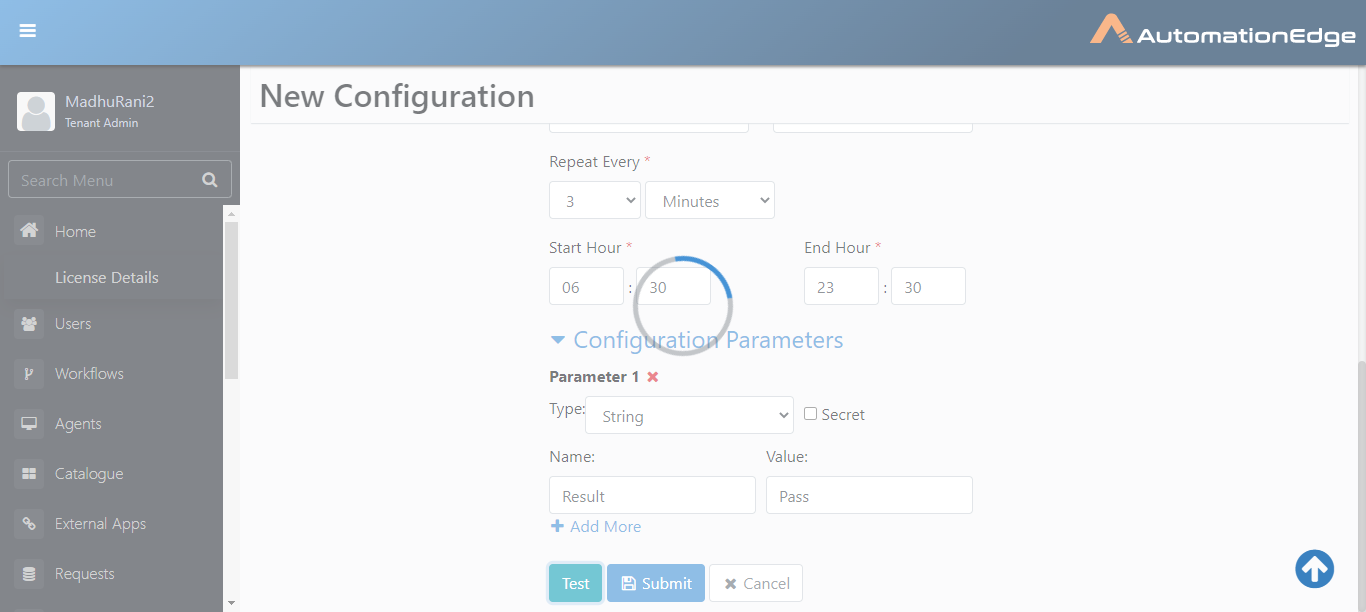 AutomationEdge
MadhuRani2
Tenant Admin
New Configuration
Search Menu
Home
License Details
Users
Workflows
Agents
Catalogue
External Apps
Requests
Repeat Every *
3 Minutes
Start Hour * End Hour *
06 : 30 23 : 30
Configuration Parameters
Parameter 1
Type: String Secret
Name: Value:
Result Pass
Add More
Test Submit Cancel